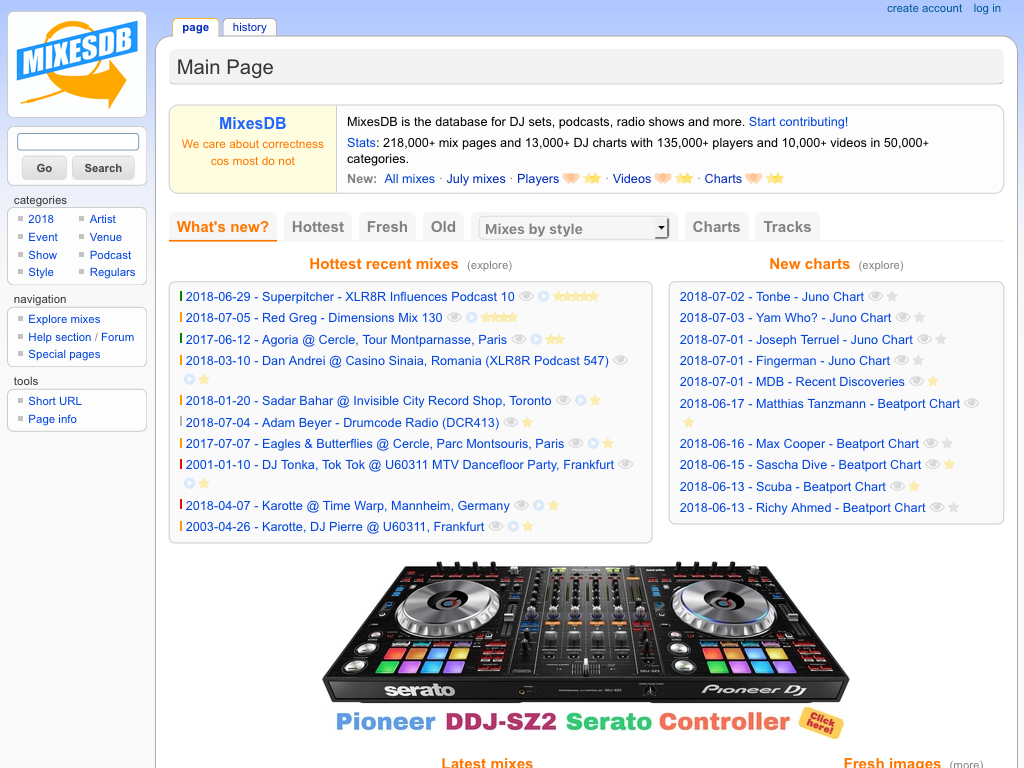 create account log in
page history
MIXESDB
Main Page
MixesDB
We care about correctness
cos most do not
MixesDB is the database for DJ sets, podcasts, radio shows and more. Start contributing!
Stats: 218,000+ mix pages and 13,000+ DJ charts with 135,000+ players and 10,000+ videos in 50,000+
categories.
New: All mixes · July mixes · Players · Videos · Charts
Go Search
categories
2018 Artist
Event Venue
Show Podcast
Style Regulars
navigation
Explore mixes
Help section / Forum
Special pages
tools
Short URL
Page info
What's new? Hottest Fresh Old Mixes by style Charts Tracks
Hottest recent mixes (explore)
2018-06-29 - Superpitcher - XLR8R Influences Podcast 10
2018-07-05 - Red Greg - Dimensions Mix 130
2017-06-12 - Agoria @ Cercle, Tour Montparnasse, Paris
2018-03-10 - Dan Andrei @ Casino Sinaia, Romania (XLR8R Podcast 547)
2018-01-20 - Sadar Bahar @ Invisible City Record Shop, Toronto
2018-07-04 - Adam Beyer - Drumcode Radio (DCR413)
2017-07-07 - Eagles & Butterflies @ Cercle, Parc Montsouris, Paris
2001-01-10 - DJ Tonka, Tok Tok @ U60311 MTV Dancefloor Party, Frankfurt
2018-04-07 - Karotte @ Time Warp, Mannheim, Germany
2003-04-26 - Karotte, DJ Pierre @ U60311, Frankfurt
New charts (explore)
2018-07-02 - Tonbe - Juno Chart
2018-07-03 - Yam Who? - Juno Chart
2018-07-01 - Joseph Terruel - Juno Chart
2018-07-01 - Fingerman - Juno Chart
2018-07-01 - MDB - Recent Discoveries
2018-06-17 - Matthias Tanzmann - Beatport Chart
2018-06-16 - Max Cooper - Beatport Chart
2018-06-15 - Sascha Dive - Beatport Chart
2018-06-13 - Scuba - Beatport Chart
2018-06-13 - Richy Ahmed - Beatport Chart
serato
Pioneer Dj
Pioneer DDJ-SZ2 Serato Controller
Click
here!
Latest mixes
Fresh images (more)